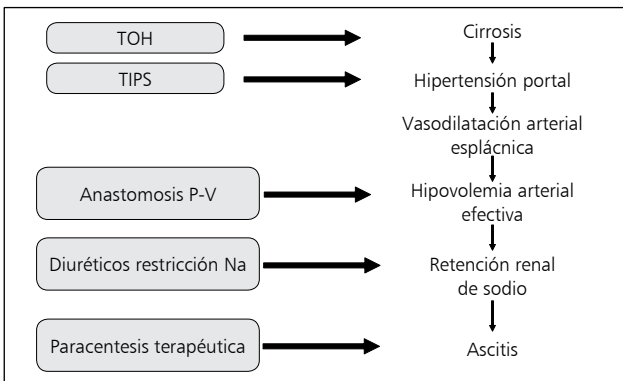 TOH
Cirrosis
TIPS
Hipertensión portal
Vasodilatación arterial
esplácnica
Anastomosis P-V
Hipovolemia arterial
efectiva
Diuréticos restricción Na
Retención renal
de sodio
Paracentesis terapéutica
Ascitis